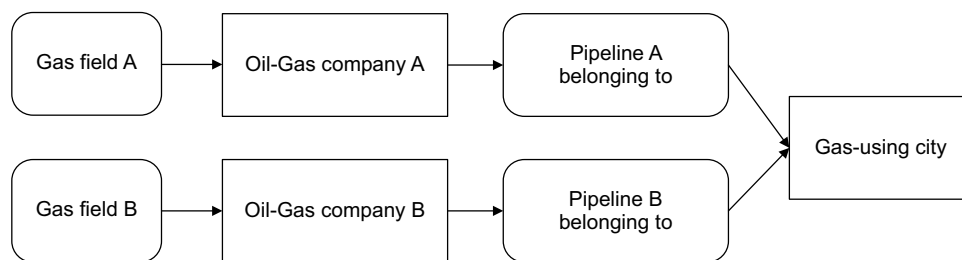 Gas field A
Oil-Gas company A
Pipeline A
belonging to
Gas-using city
Gas field B
Oil-Gas company B
Pipeline B
belonging to